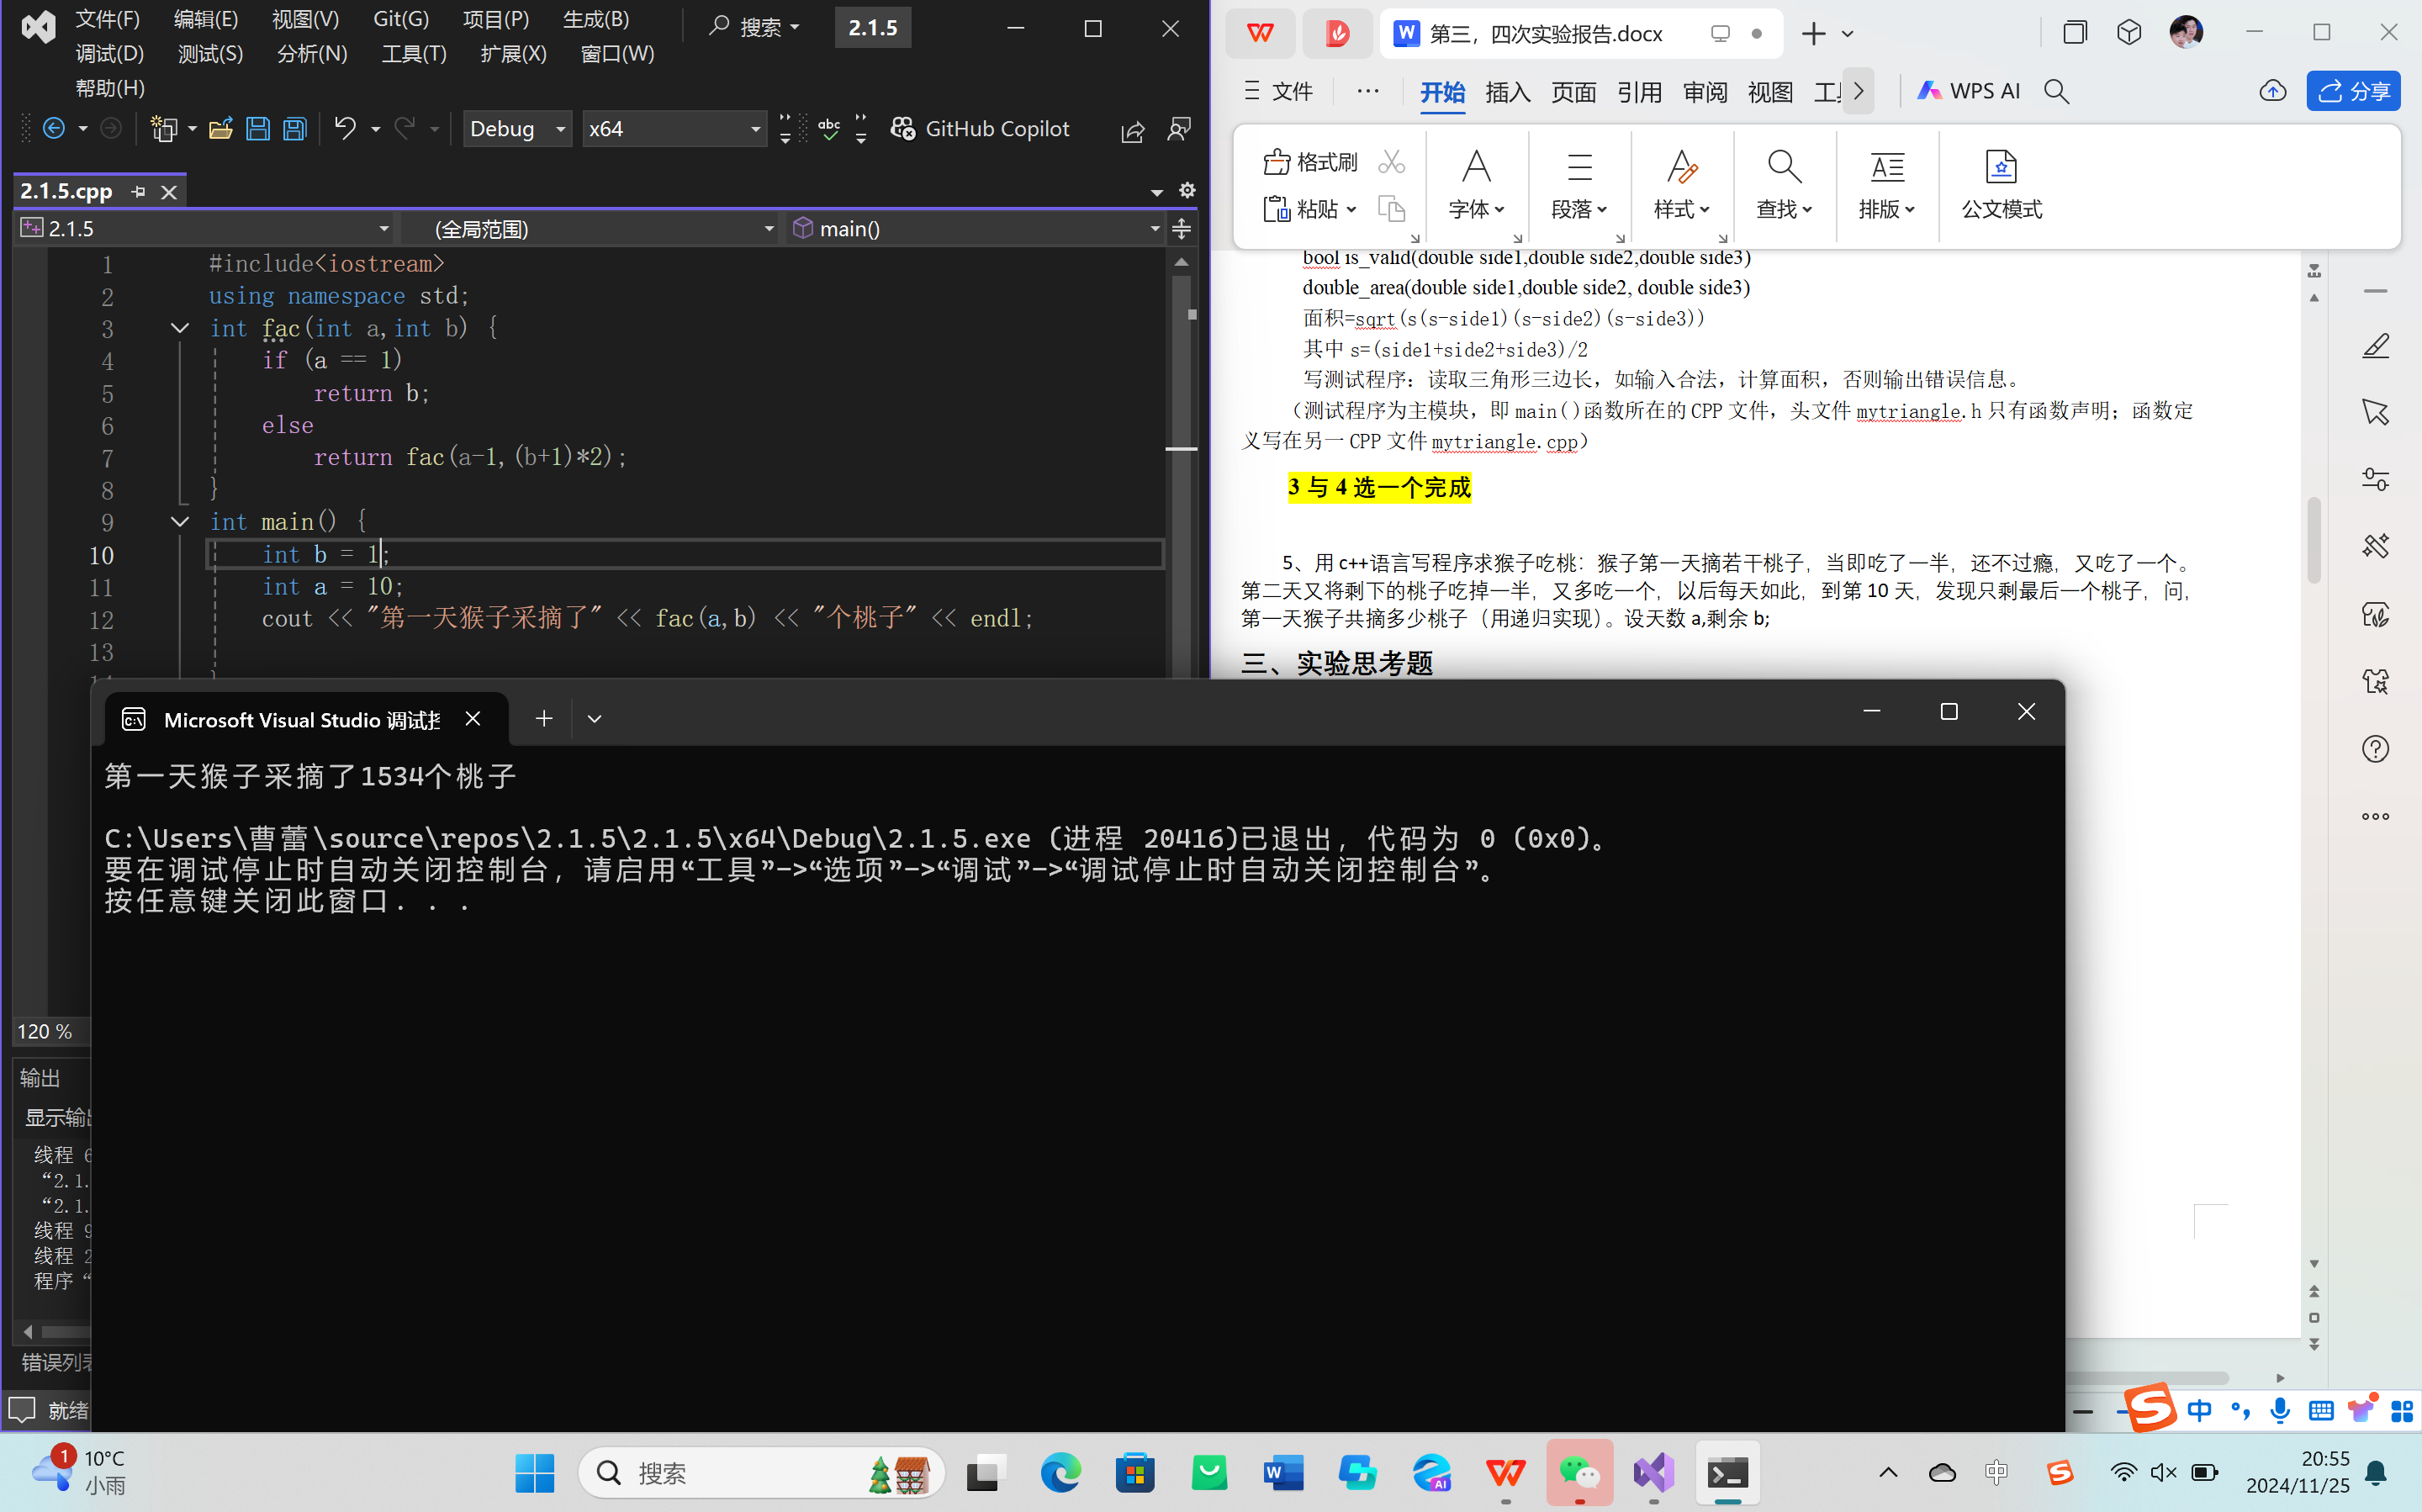 文件(F) 编辑(E) 视图(V) Git(G) 项目(P) 生成(B) 搜索 2.1.5
调试(D) 测试(S) 分析(N) 工具(T) 扩展(X) 窗口(W)
帮助(H)
Debug x64 GitHub Copilot
2.1.5.cpp
2.1.5 (全局范围) main()
1 #include<iostream>
2 using namespace std;
3 int fac(int a,int b) {
4 if (a == 1)
5 return b;
6 else
7 return fac(a-1,(b+1)*2);
8 }
9 int main() {
10 int b = 1;
11 int a = 10;
12 cout << "第一天猴子采摘了" << fac(a,b) << "个桃子" << endl;
13
120 %
输出
显示输出
线程 6
“2.1.
“2.1.
线程 9
线程 2
程序“
错误列表
就绪
第三，四次实验报告.docx
文件 开始 插入 页面 引用 审阅 视图 工具 WPS AI 分享
格式刷
粘贴 字体 段落 样式 查找 排版 公文模式
bool is_valid(double side1,double side2,double side3)
double_area(double side1,double side2, double side3)
面积=sqrt(s(s-side1)(s-side2)(s-side3))
其中 s=(side1+side2+side3)/2
写测试程序：读取三角形三边长，如输入合法，计算面积，否则输出错误信息。
（测试程序为主模块，即 main()函数所在的 CPP 文件，头文件 mytriangle.h 只有函数声明；函数定
义写在另一 CPP 文件 mytriangle.cpp）
3 与 4 选一个完成
5、用 c++语言写程序求猴子吃桃：猴子第一天摘若干桃子，当即吃了一半，还不过瘾，又吃了一个。
第二天又将剩下的桃子吃掉一半，又多吃一个，以后每天如此，到第 10 天，发现只剩最后一个桃子，问，
第一天猴子共摘多少桃子（用递归实现）。设天数 a,剩余 b;
三、实验思考题
Microsoft Visual Studio 调试控
第一天猴子采摘了1534个桃子
C:\Users\曹蕾\source\repos\2.1.5\2.1.5\x64\Debug\2.1.5.exe (进程 20416)已退出，代码为 0 (0x0)。
要在调试停止时自动关闭控制台，请启用“工具”->“选项”->“调试”->“调试停止时自动关闭控制台”。
按任意键关闭此窗口. . .
中
1 10°C
小雨
搜索
中
20:55
2024/11/25